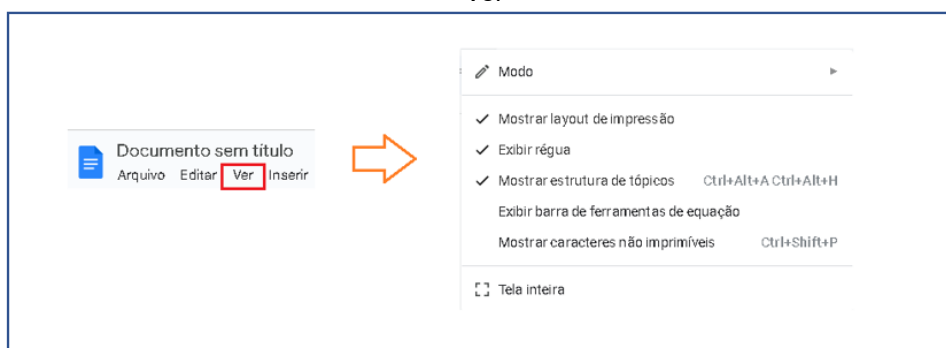 Documento sem título
Arquivo Editar Ver Inserir
Modo
Mostrar layout de impressão
Exibir régua
Mostrar estrutura de tópicos Ctrl+Alt+A Ctrl+Alt+H
Exibir barra de ferramentas de equação
Mostrar caracteres não imprimíveis Ctrl+Shift+P
Tela inteira